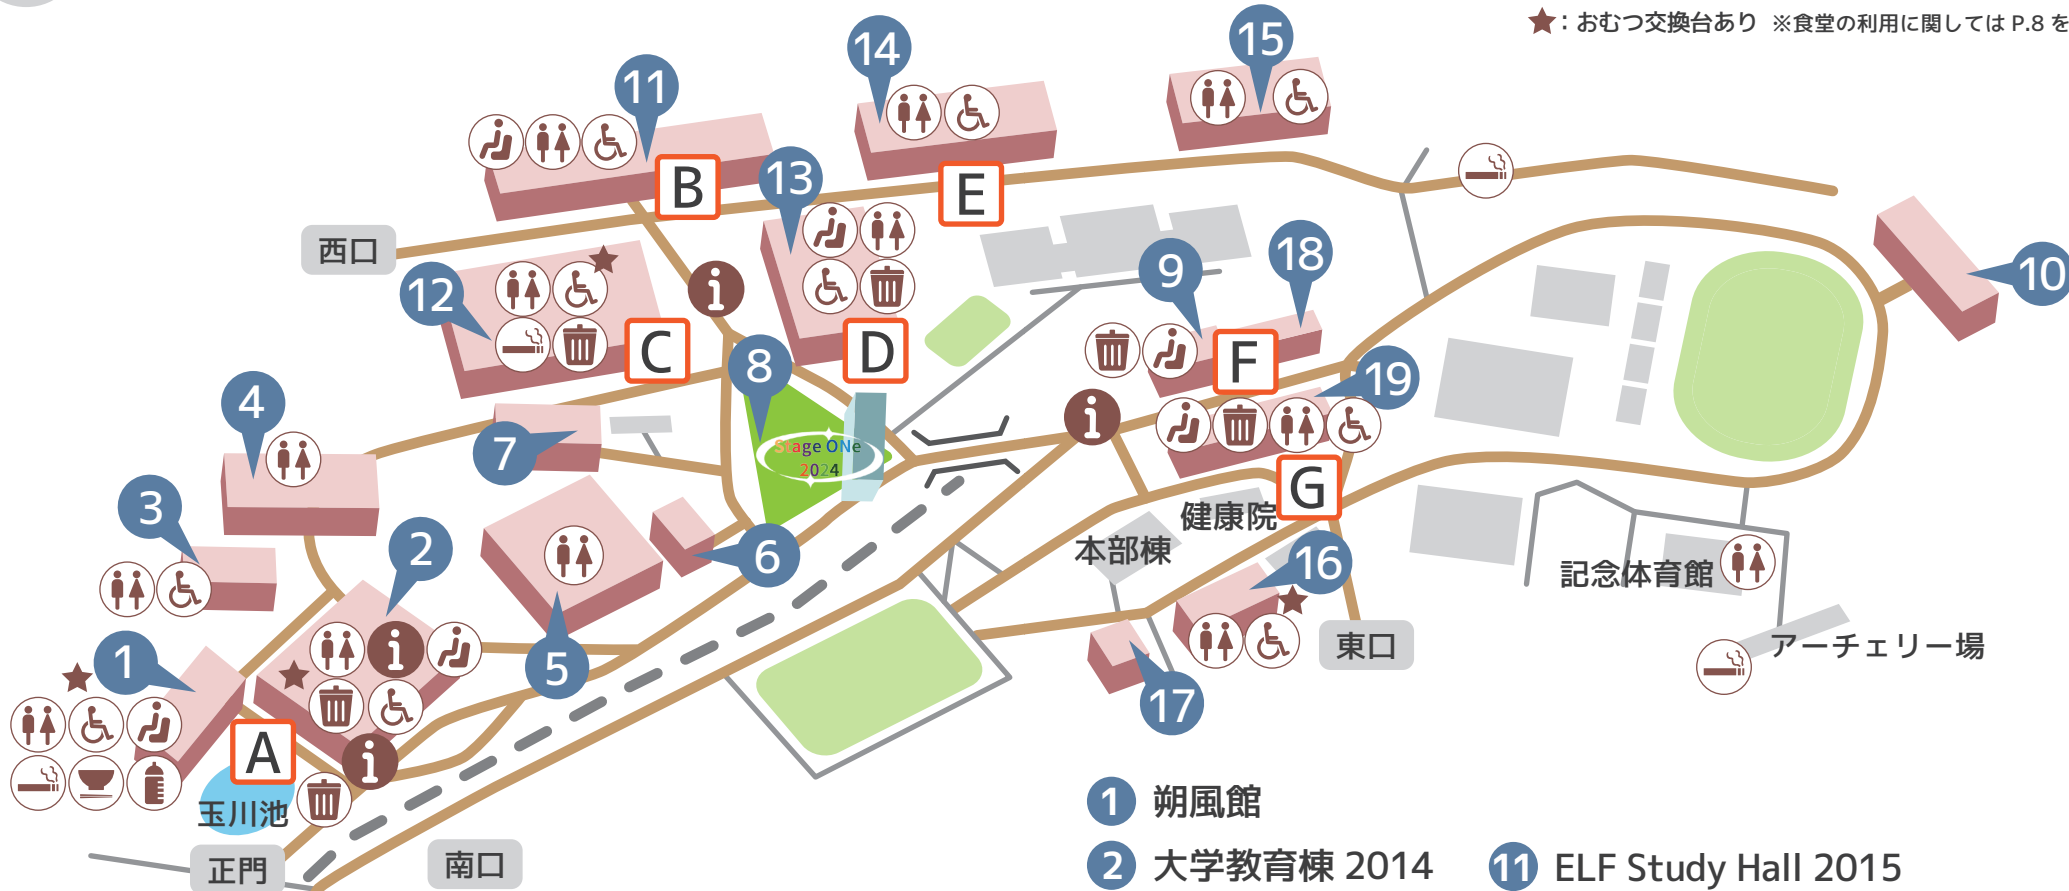 ★：おむつ交換台あり ※食堂の利用に関しては P.8 を
14
15
11
13
B
E
西口
9
18
10
12
C
D
8
F
19
4
7
Stage ONe
2024
3
2
6
健康院
G
本部棟
16
記念体育館
1
5
17
東口
アーチェリー場
A
玉川池
正門
南口
1 朔風館
2 大学教育棟 2014
11 ELF Study Hall 2015